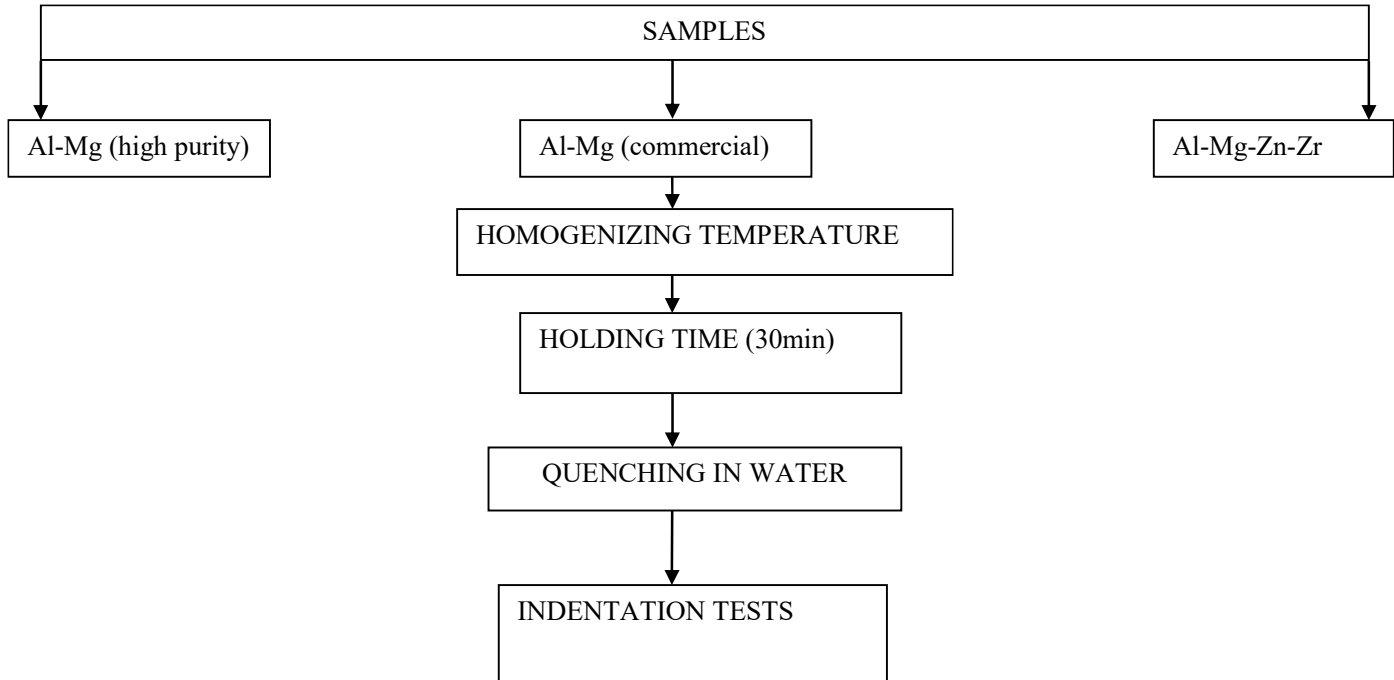 SAMPLES
Al-Mg (high purity)
Al-Mg (commercial)
Al-Mg-Zn-Zr
HOMOGENIZING TEMPERATURE
HOLDING TIME (30min)
QUENCHING IN WATER
INDENTATION TESTS